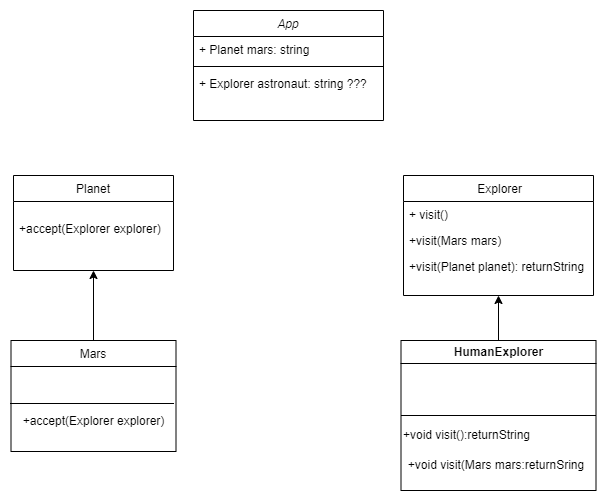 App
+ Planet mars: string
+ Explorer astronaut: string ???
Planet
+accept(Explorer explorer)
Explorer
+ visit()
+visit(Mars mars)
+visit(Planet planet): returnString
Mars
+accept(Explorer explorer)
HumanExplorer
+void visit():returnString
+void visit(Mars mars:returnSring